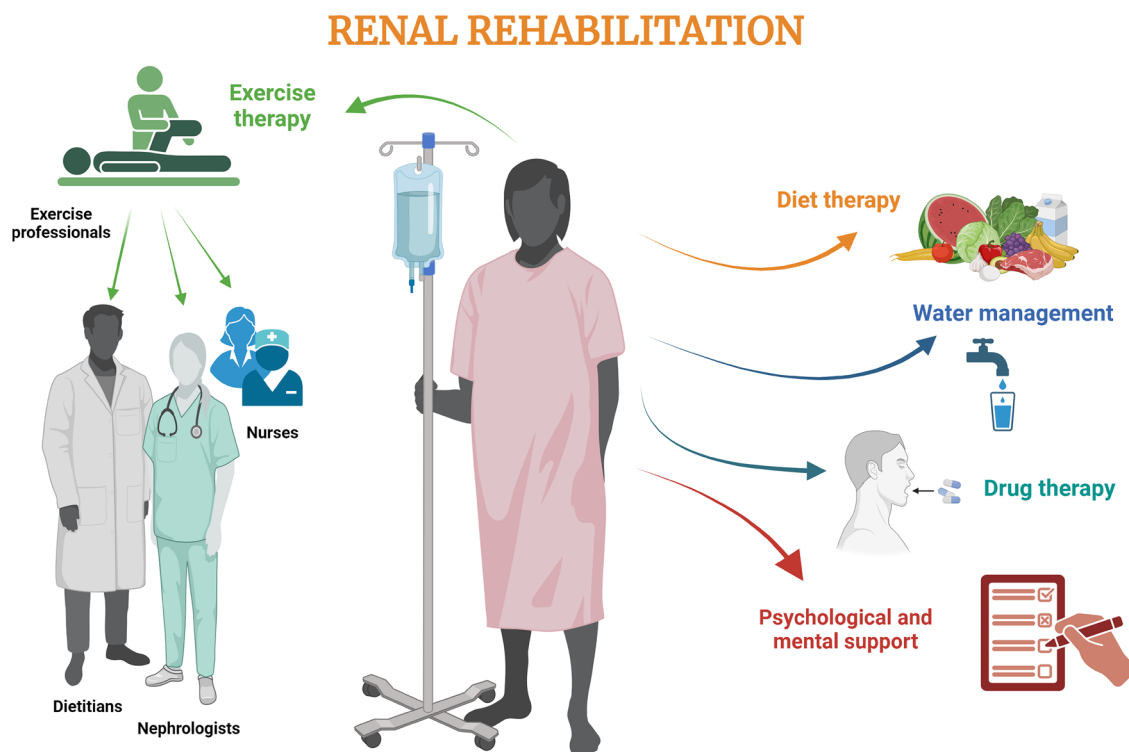 RENAL REHABILITATION
Exercise
therapy
Exercise
professionals
Nurses
Dietitians
Nephrologists
Diet therapy
Water management
Drug therapy
Psychological and
mental support